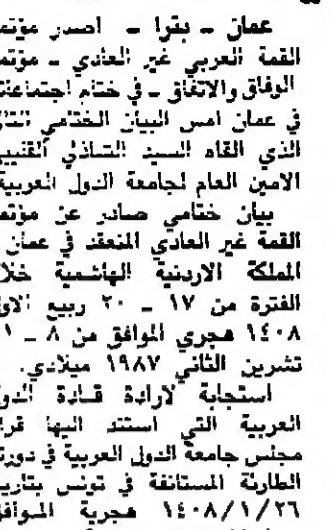 عمان ـ بترا ـ اصدر مؤتمر
القمة العربي غير العادي ـ مؤتمر
الوفاق والاتفاق ـ في ختام اجتماعاته
في عمان امس البيان الختامي التالي
الذي القاه السيد الشاذلي القليبي
الامين العام لجامعة الدول العربية
بيان ختامي صادر عن مؤتمر
القمة غير العادي المنعقد في عمان
المملكة الاردنية الهاشمية خلال
الفترة من ١٧ ـ ٢٠ ربيع الاول
١٤٠٨ هجري الموافق من ٨ ـ ١١
تشرين الثاني ١٩٨٧ ميلادي.
استجابة لارادة قادة الدول
العربية التي استند اليها قرار
مجلس جامعة الدول العربية في دورته
الطارئة المستانفة في تونس بتاريخ
١٤٠٨/١/٢٦ هجرية الموافق